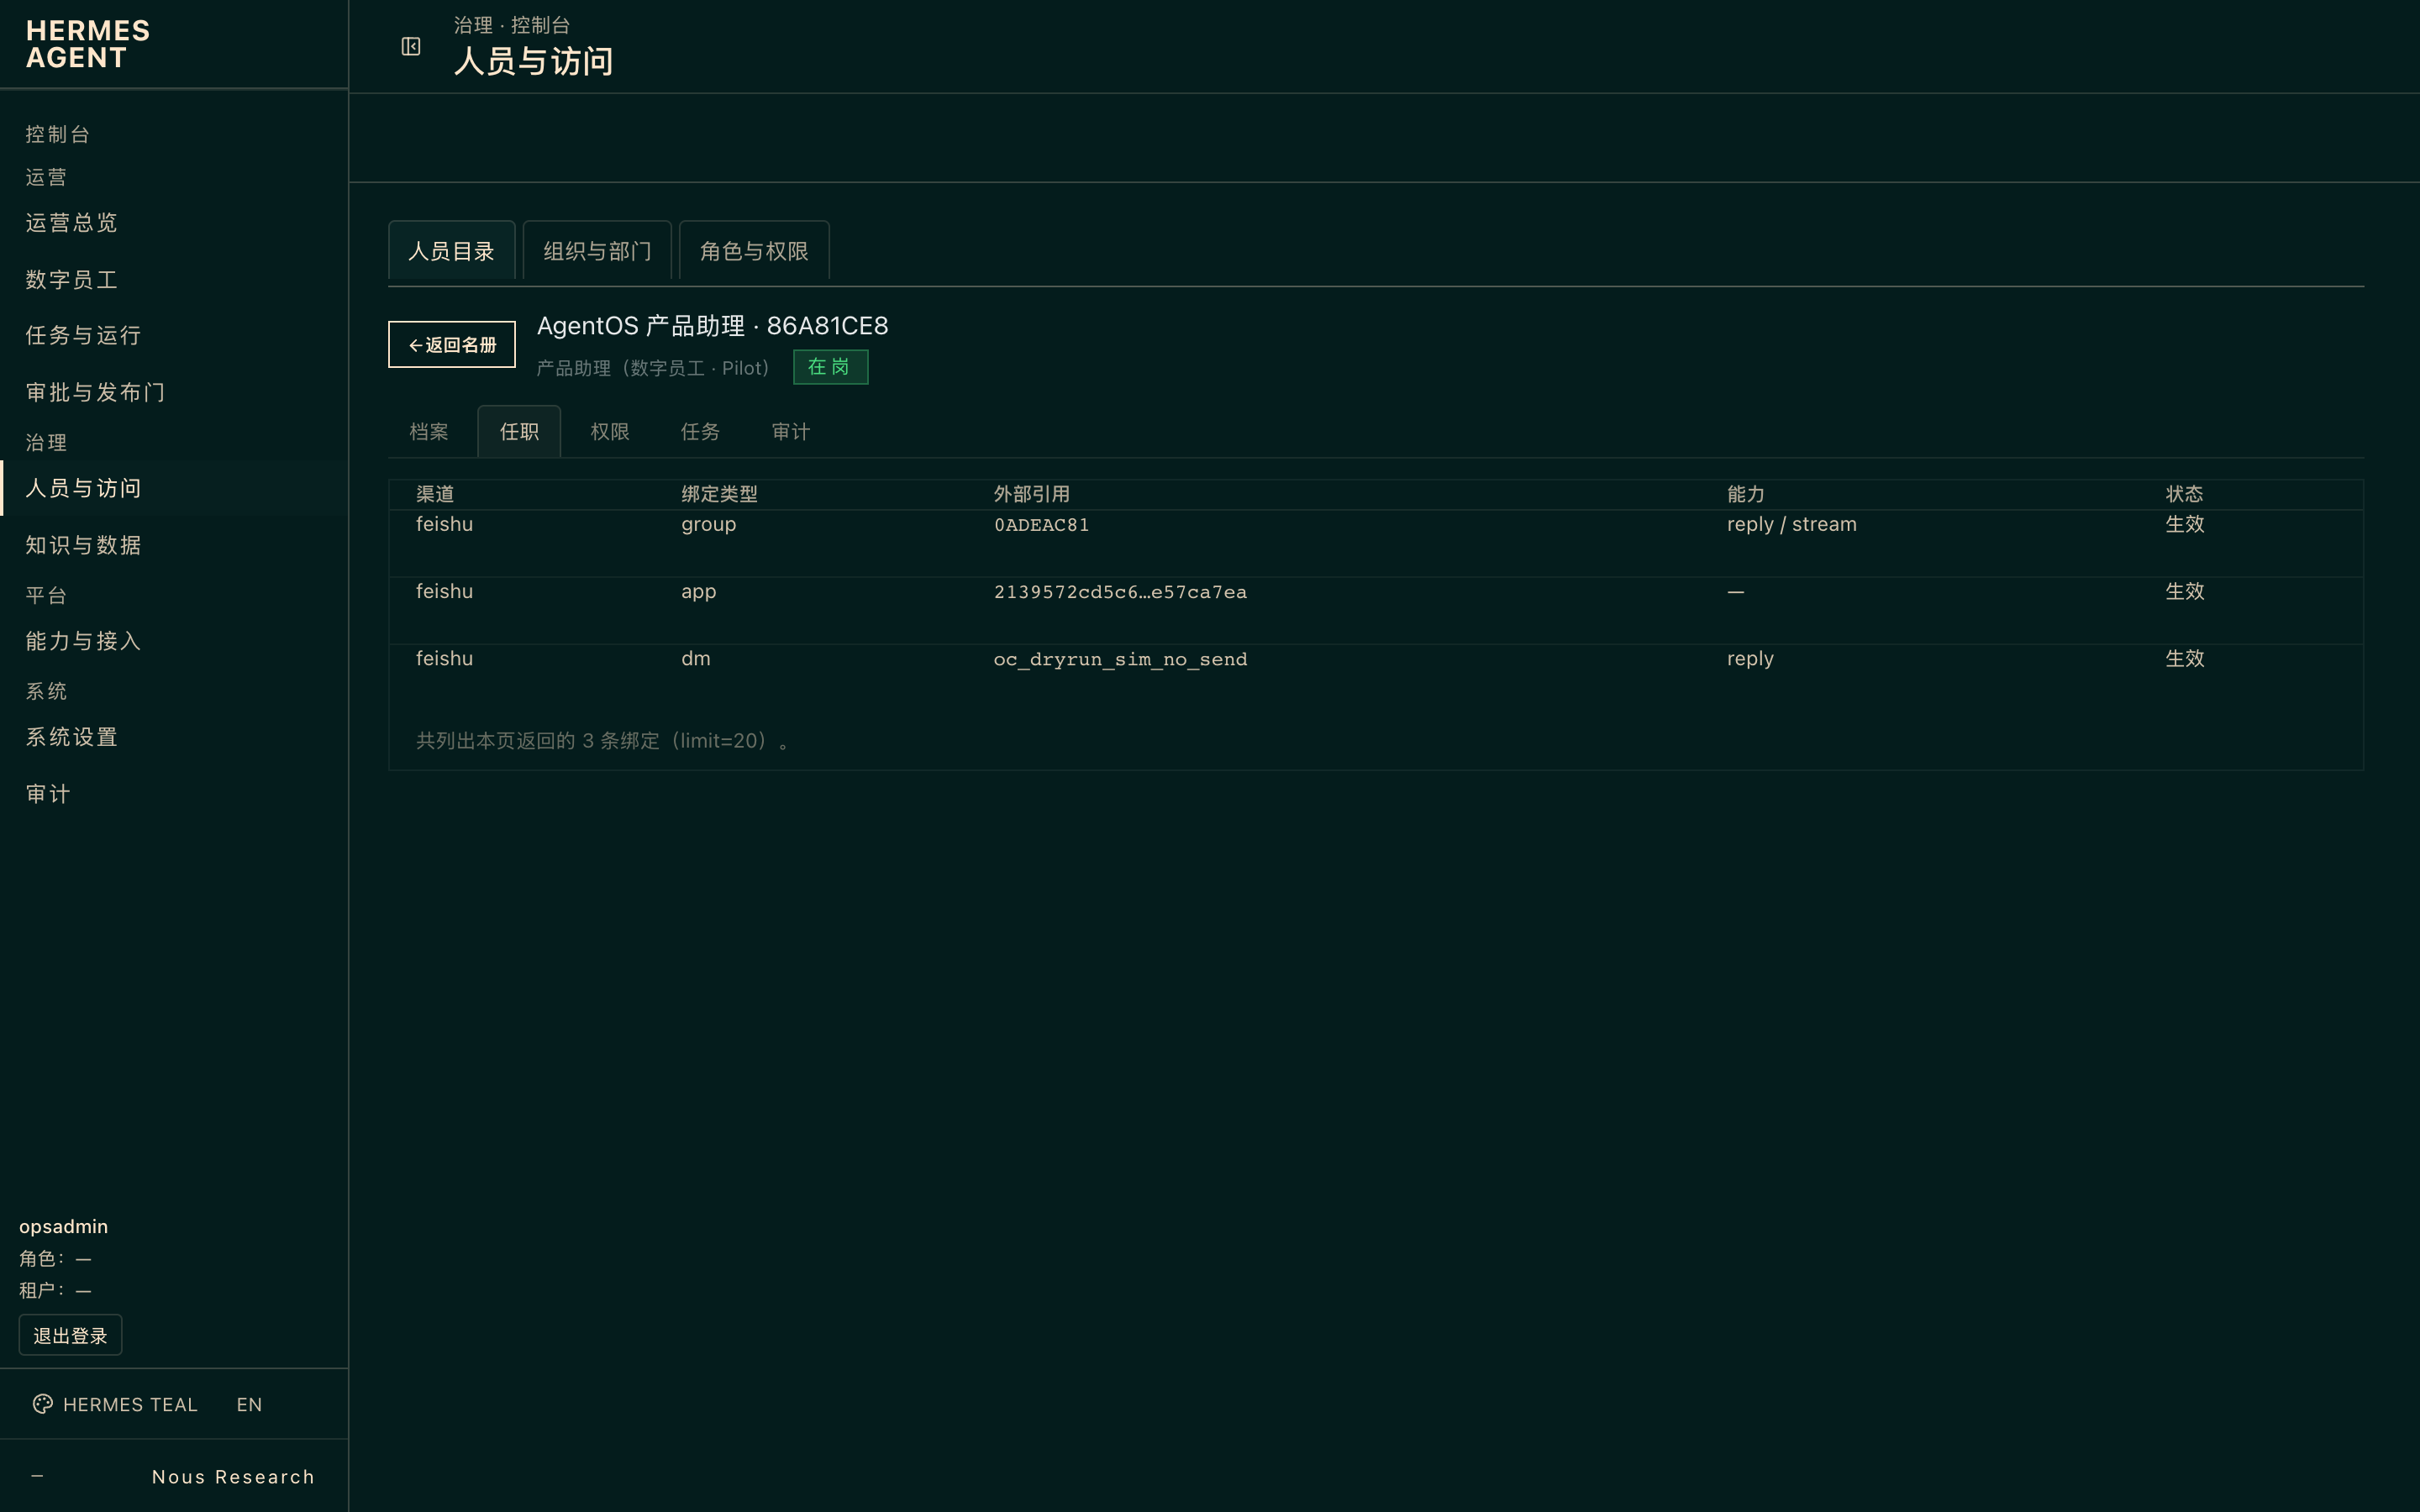 HERMES
AGENT
控制台
运营
运营总览
数字员工
任务与运行
审批与发布门
治理
人员与访问
知识与数据
平台
能力与接入
系统
系统设置
审计
opsadmin
角色：—
租户：—
退出登录
HERMES TEAL EN
— Nous Research
治理 · 控制台
人员与访问
人员目录 组织与部门 角色与权限
←返回名册
AgentOS 产品助理 · 86A81CE8
产品助理（数字员工 · Pilot） 在岗
档案 任职 权限 任务 审计
渠道 绑定类型 外部引用 能力 状态
feishu group 0ADEAC81 reply / stream 生效
feishu app 2139572cd5c6…e57ca7ea — 生效
feishu dm oc_dryrun_sim_no_send reply 生效
共列出本页返回的 3 条绑定（limit=20）。